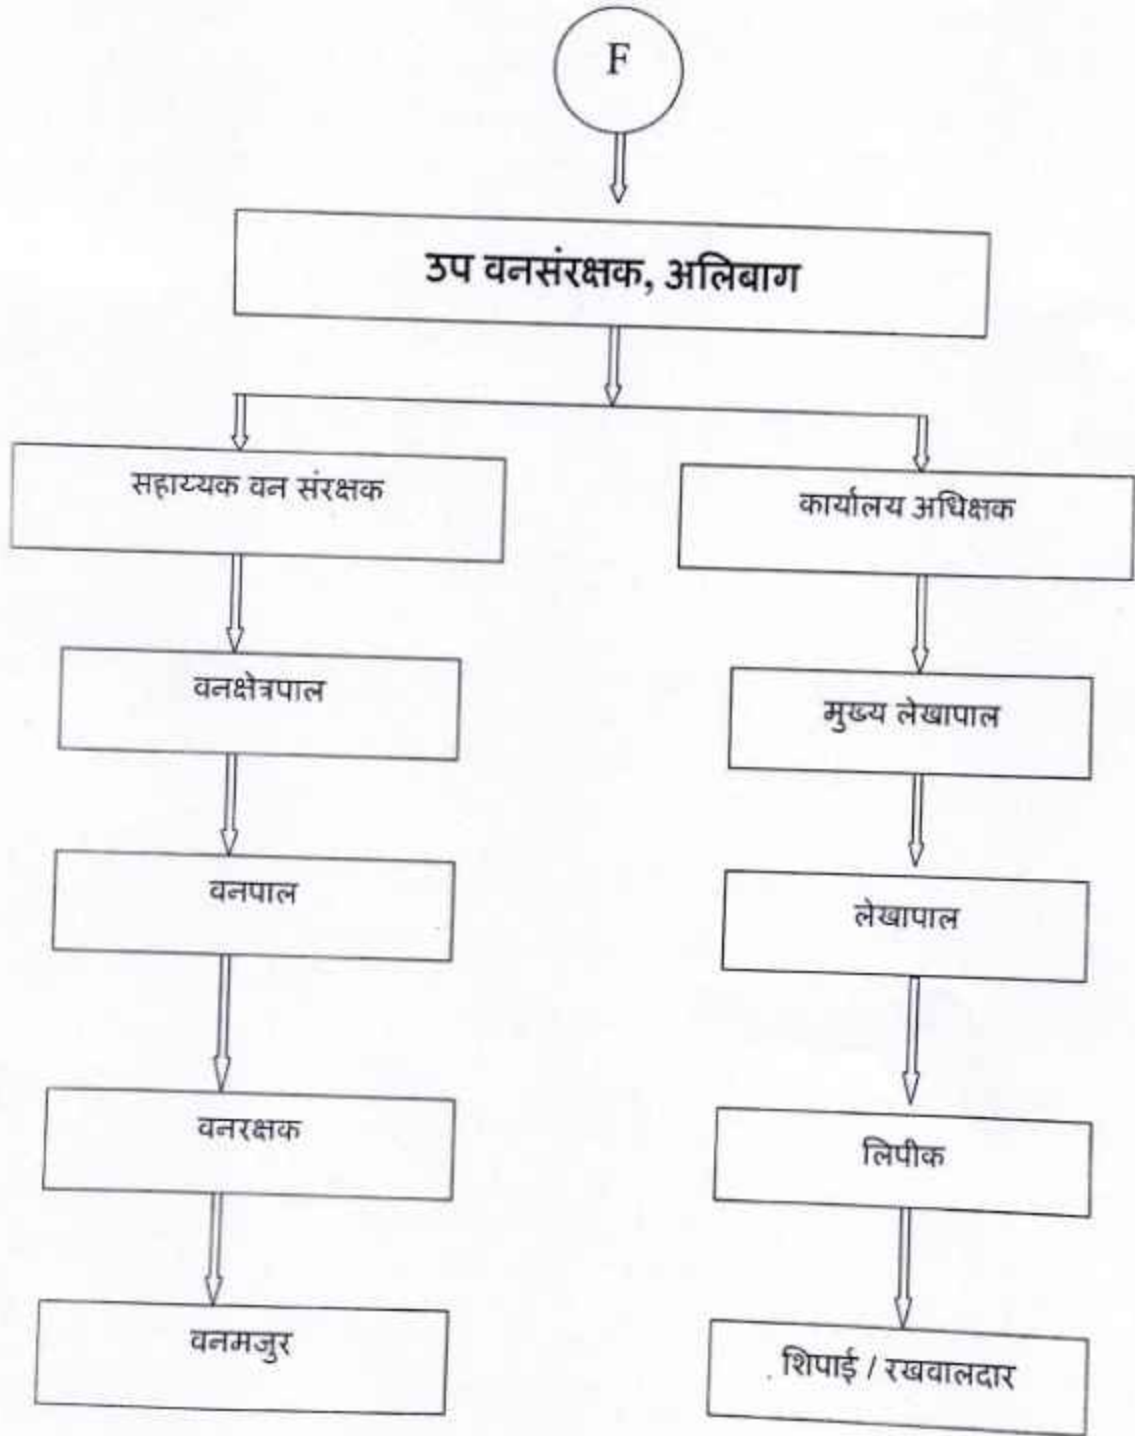 F
उप वनसंरक्षक, अलिबाग
सहाय्यक वन संरक्षक
कार्यालय अधिक्षक
वनक्षेत्रपाल
मुख्य लेखापाल
वनपाल
लेखापाल
वनरक्षक
लिपीक
वनमजुर
शिपाई / रखवालदार